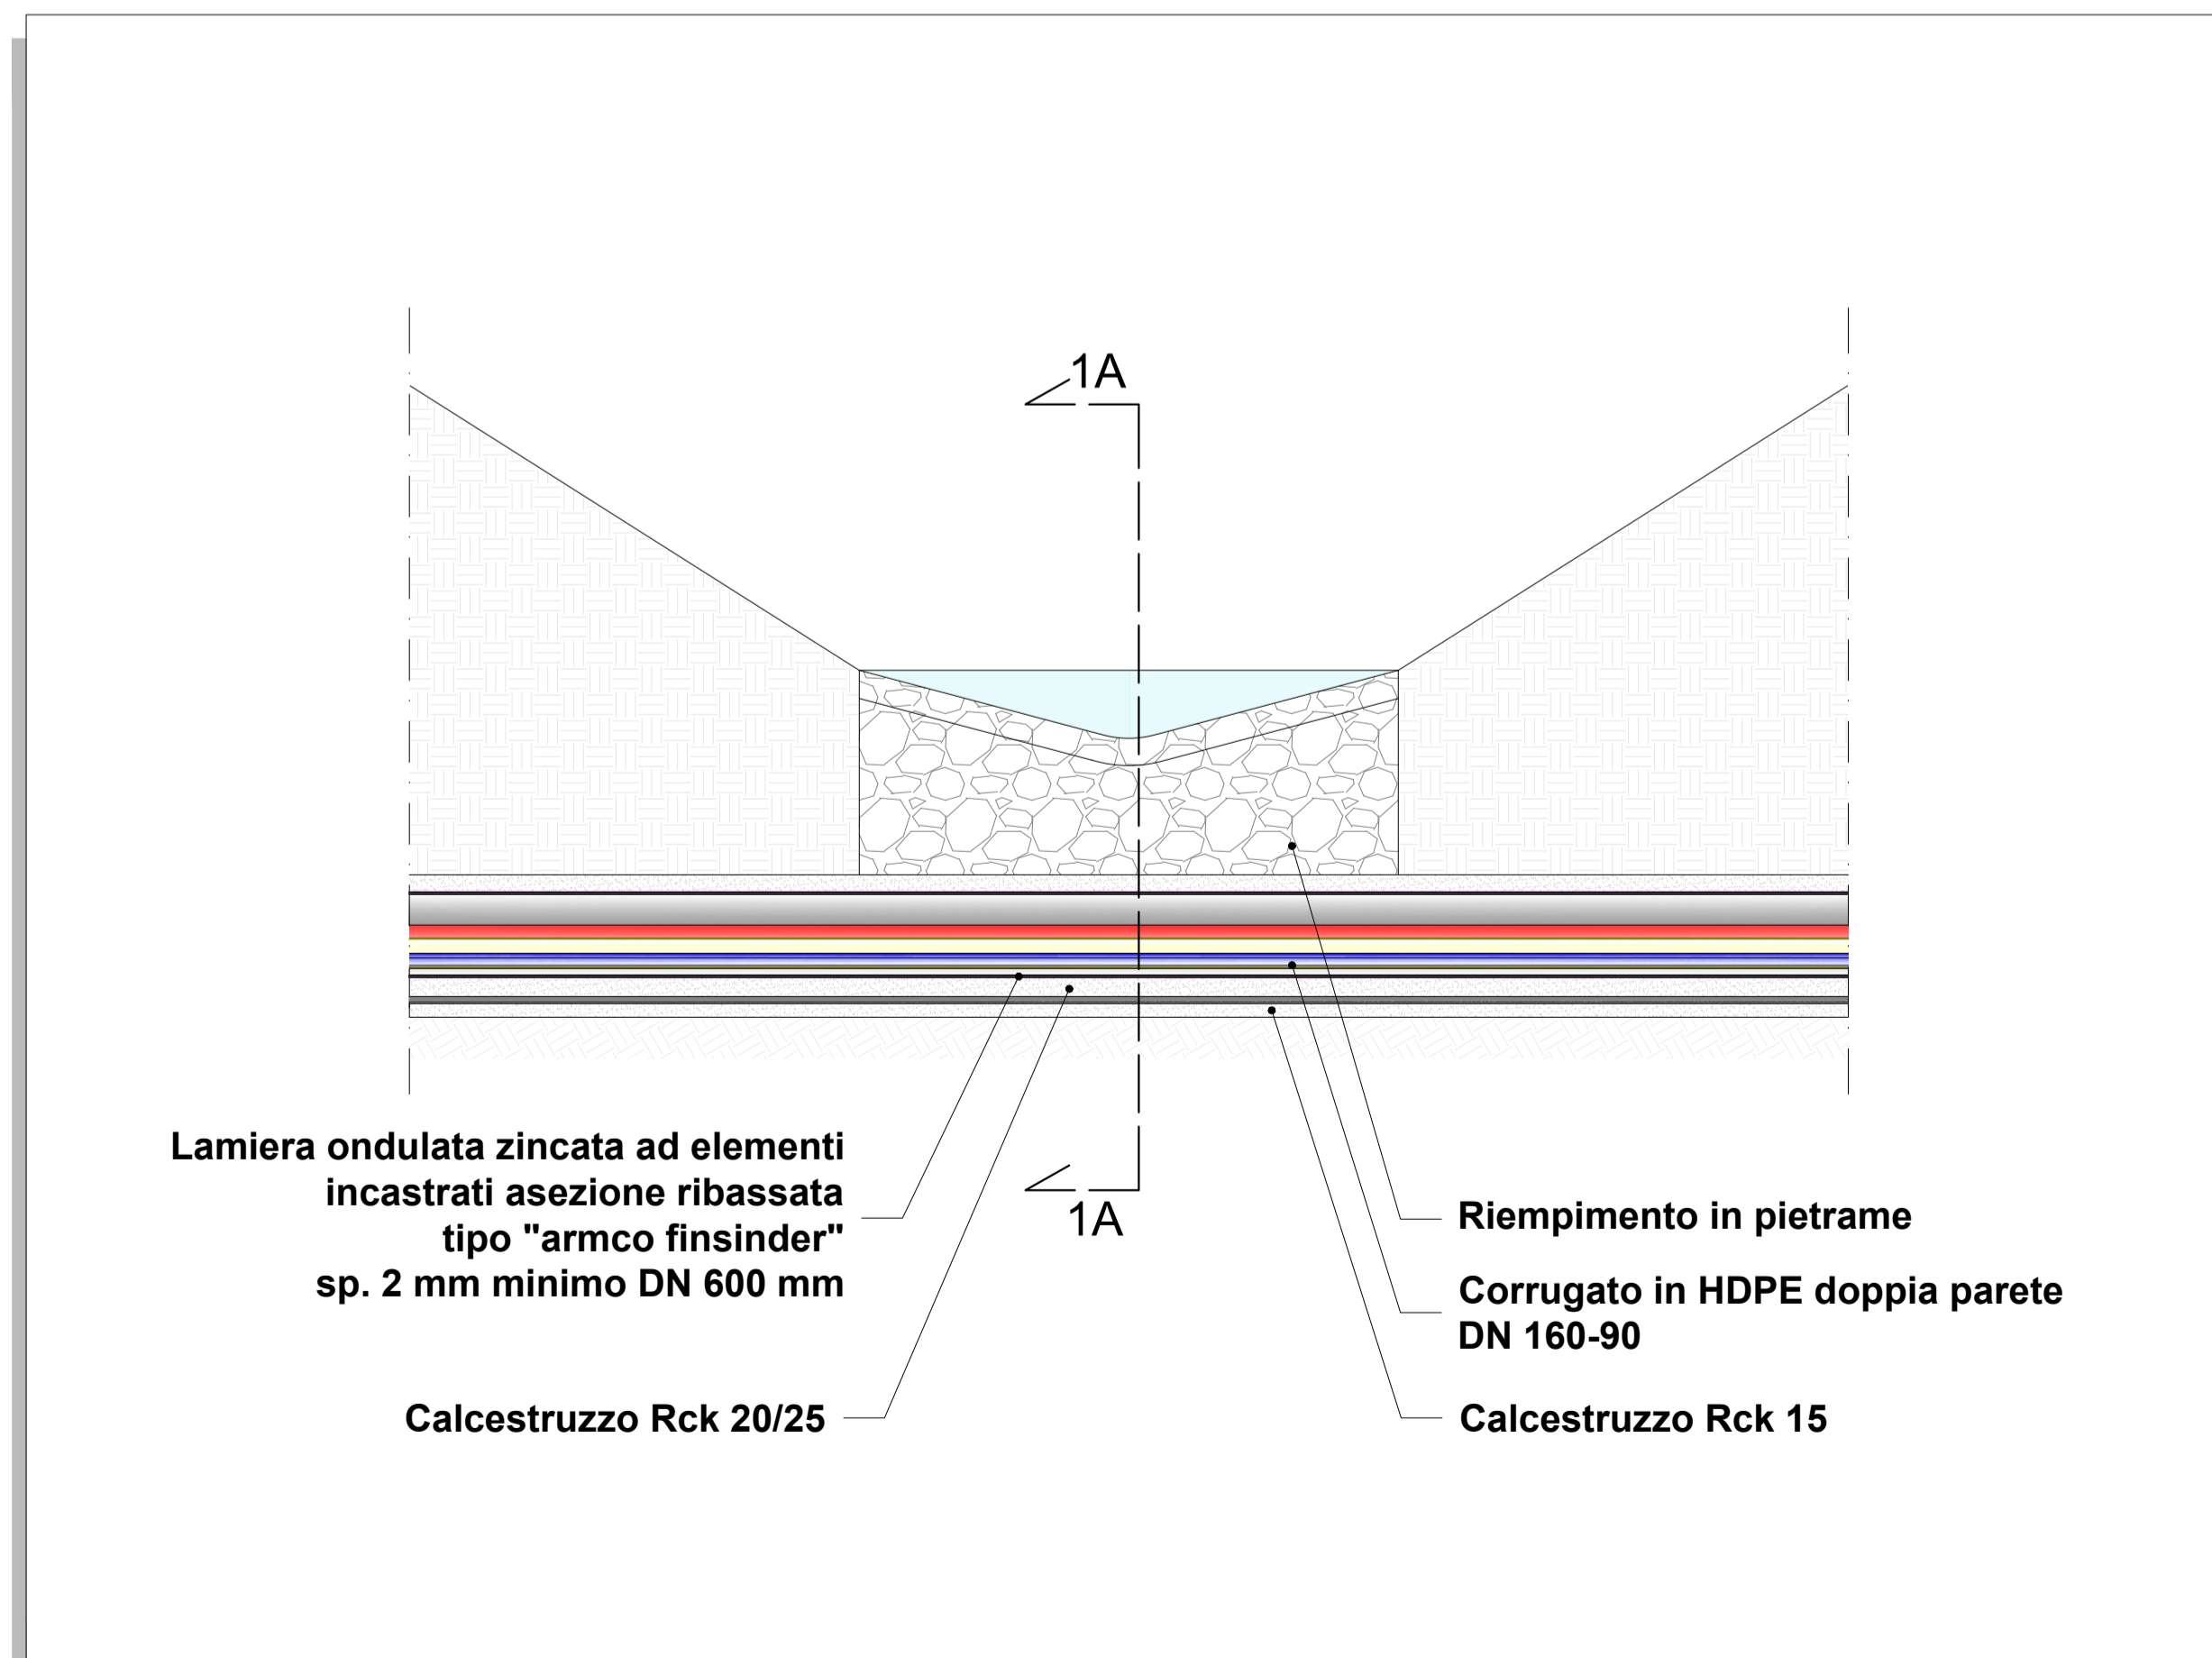 1A
Lamiera ondulata zincata ad elementi
incastrati asezione ribassata
tipo "armco finsinder"
sp. 2 mm minimo DN 600 mm
Calcestruzzo Rck 20/25
1A
Riempimento in pietrame
Corrugato in HDPE doppia parete
DN 160-90
Calcestruzzo Rck 15